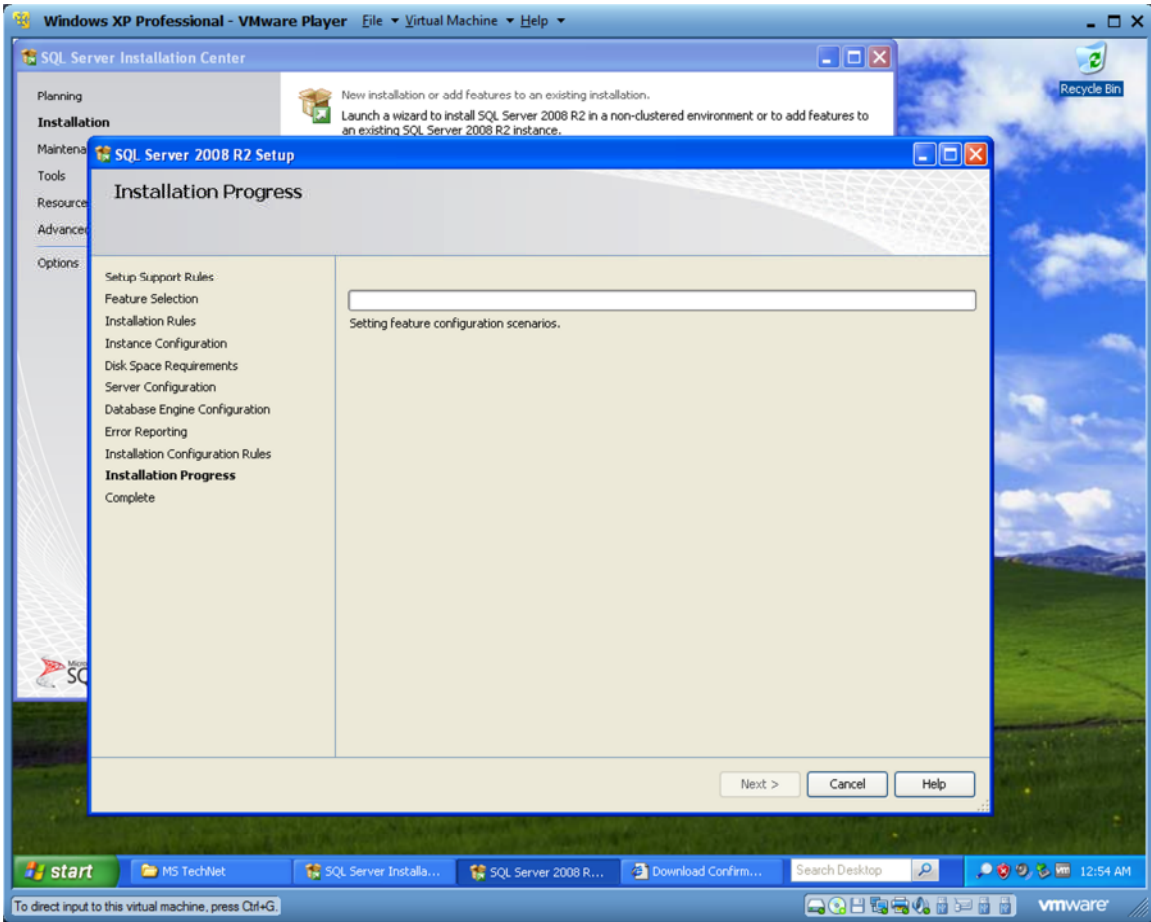 Windows XP Professional - VMware Player File Virtual Machine Help
SQL Server Installation Center
Recycle Bin
Planning
Installation
Maintena
Tools
Resource
Advanced
Options
New installation or add features to an existing installation.
Launch a wizard to install SQL Server 2008 R2 in a non-clustered environment or to add features to
an existing SQL Server 2008 R2 instance.
SQL Server 2008 R2 Setup
Installation Progress
Setup Support Rules
Feature Selection
Installation Rules
Instance Configuration
Disk Space Requirements
Server Configuration
Database Engine Configuration
Error Reporting
Installation Configuration Rules
Installation Progress
Complete
Setting feature configuration scenarios.
Micro
SQ
Next > Cancel Help
start MS TechNet SQL Server Installa... SQL Server 2008 R... Download Confirm... Search Desktop 12:54 AM
To direct input to this virtual machine, press Ctrl+G. vmware